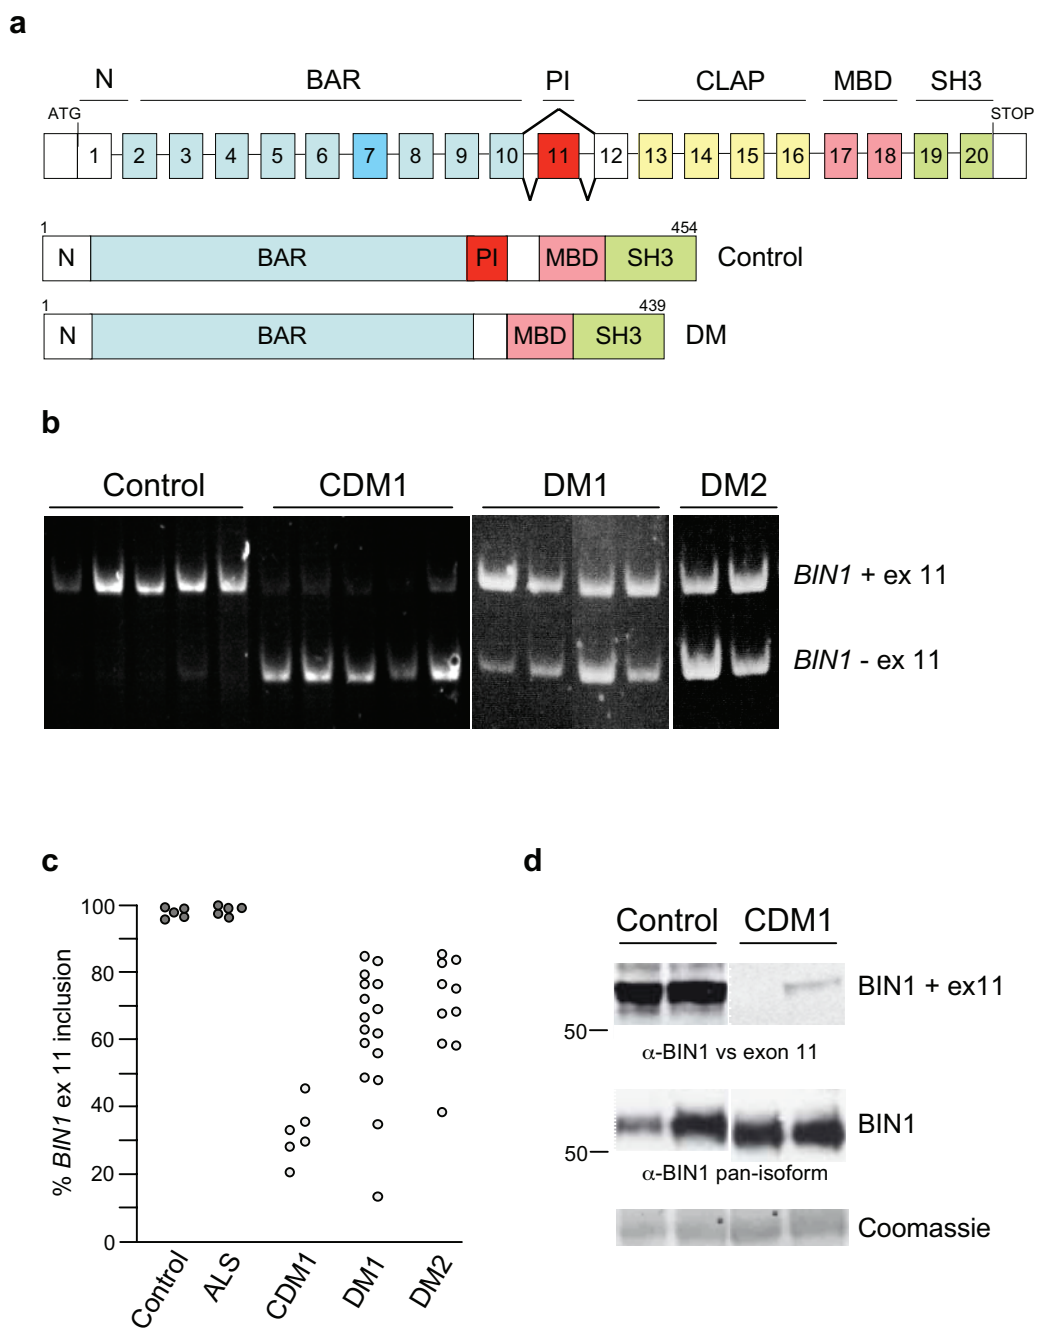 a
N BAR PI CLAP MBD SH3
ATG STOP
1 2 3 4 5 6 7 8 9 10 11 12 13 14 15 16 17 18 19 20
1 454
N BAR PI MBD SH3 Control
1 439
N BAR MBD SH3 DM
b
Control CDM1 DM1 DM2
BIN1 + ex 11
BIN1 - ex 11
c
% BIN1 ex 11 inclusion
100
80
60
40
20
0
Control ALS CDM1 DM1 DM2
d
Control CDM1
BIN1 + ex11
50
α-BIN1 vs exon 11
BIN1
50
α-BIN1 pan-isoform
Coomassie